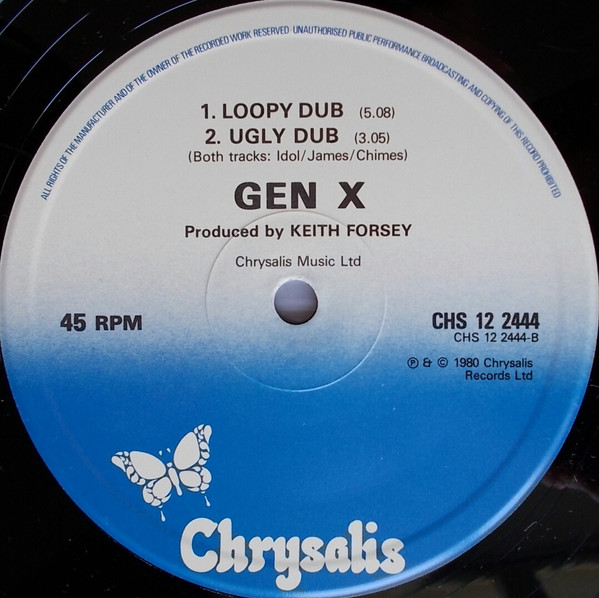 ALL RIGHTS OF THE MANUFACTURER AND OF THE OWNER OF THE RECORDED WORK RESERVED · UNAUTHORISED PUBLIC PERFORMANCE BROADCASTING AND COPYING OF THIS RECORD PROHIBITED
1. LOOPY DUB (5.08)
2. UGLY DUB (3.05)
(Both tracks: Idol/James/Chimes)
GEN X
Produced by KEITH FORSEY
Chrysalis Music Ltd
45 RPM
CHS 12 2444
CHS 12 2444-B
℗ & © 1980 Chrysalis
Records Ltd
Chrysalis